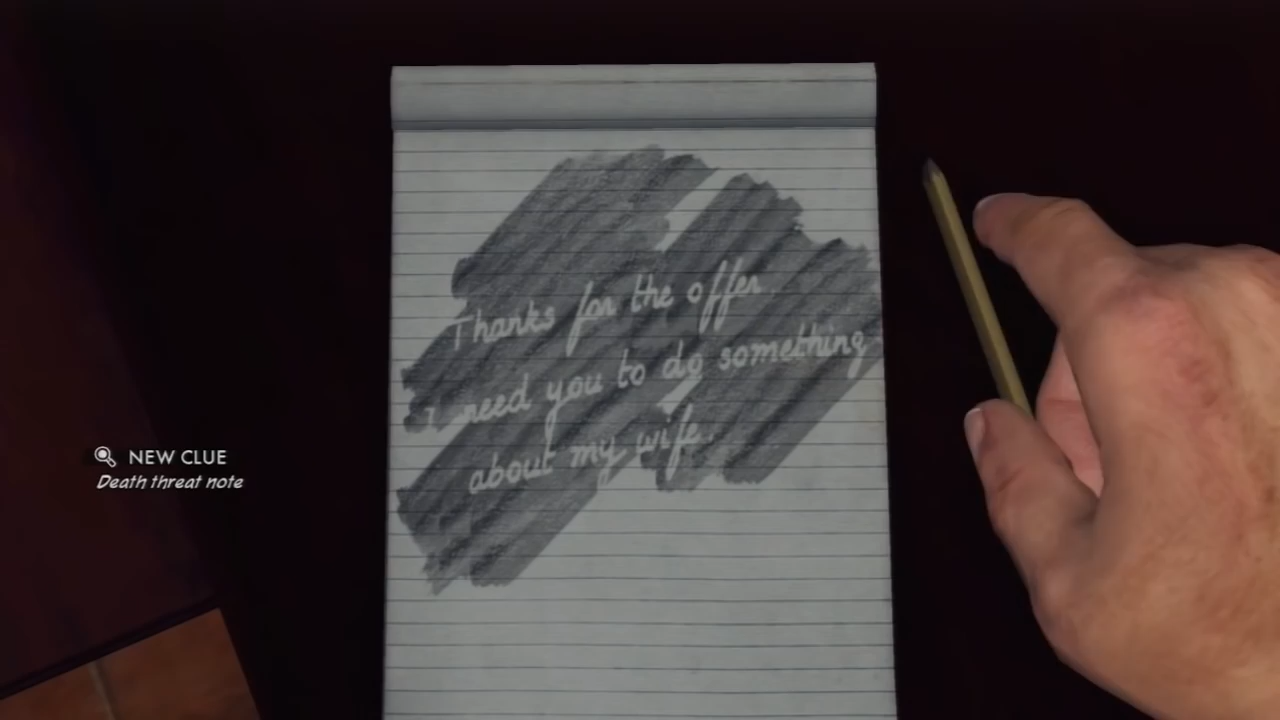 Thanks for the offer.
I need you to do something
about my wife.
NEW CLUE
Death threat note